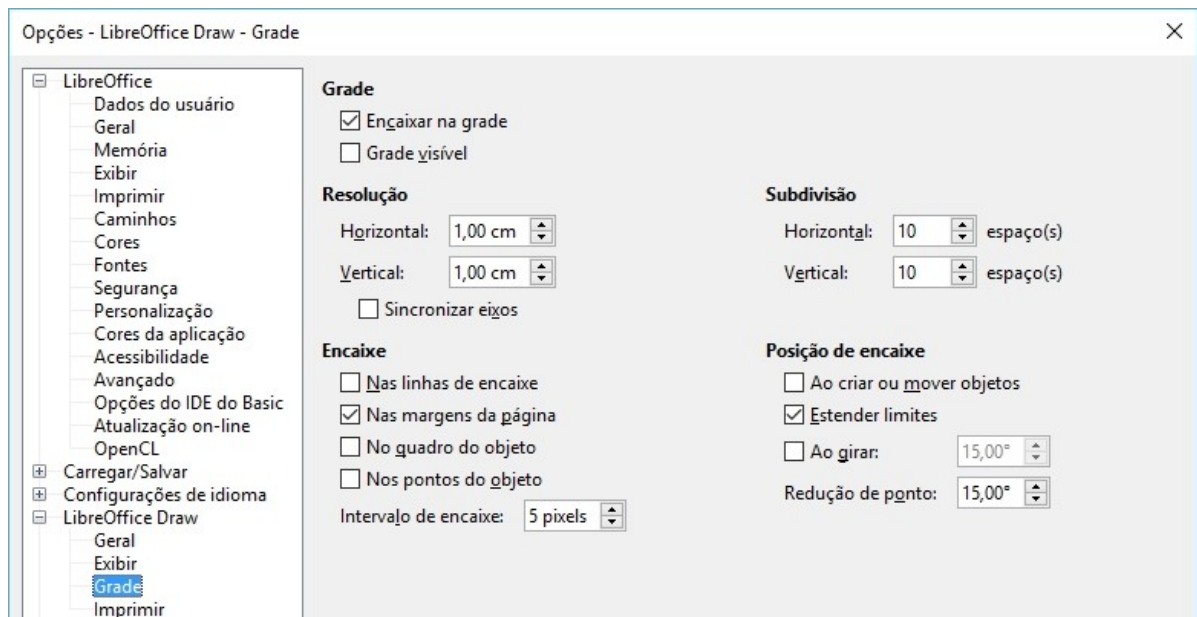 Opções - LibreOffice Draw - Grade
LibreOffice
Dados do usuário
Geral
Memória
Exibir
Imprimir
Caminhos
Cores
Fontes
Segurança
Personalização
Cores da aplicação
Acessibilidade
Avançado
Opções do IDE do Basic
Atualização on-line
OpenCL
Carregar/Salvar
Configurações de idioma
LibreOffice Draw
Geral
Exibir
Grade
Imprimir
Grade
Encaixar na grade
Grade visível
Resolução
Horizontal: 1,00 cm
Vertical: 1,00 cm
Sincronizar eixos
Subdivisão
Horizontal: 10 espaço(s)
Vertical: 10 espaço(s)
Encaixe
Nas linhas de encaixe
Nas margens da página
No quadro do objeto
Nos pontos do objeto
Intervalo de encaixe: 5 pixels
Posição de encaixe
Ao criar ou mover objetos
Estender limites
Ao girar: 15,00°
Redução de ponto: 15,00°